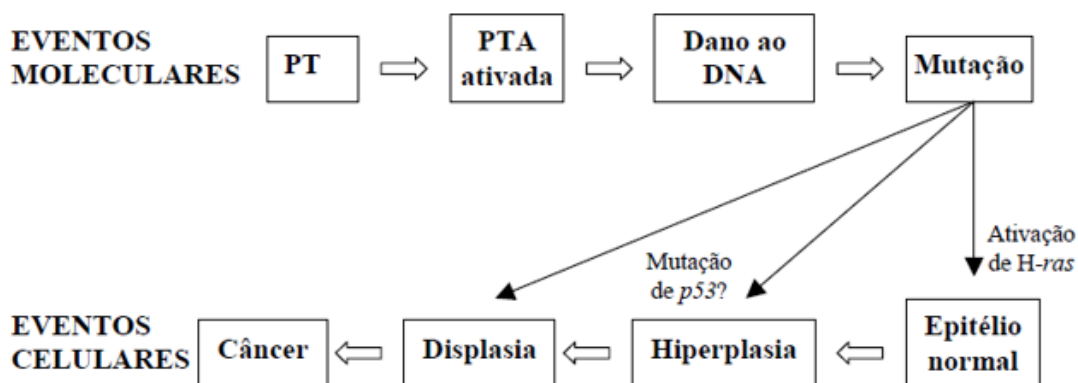 EVENTOS
MOLECULARES
PT
PTA
ativada
Dano ao
DNA
Mutação
Mutação
de p53?
Ativação
de H-ras
EVENTOS
CELULARES
Câncer
Displasia
Hiperplasia
Epitélio
normal